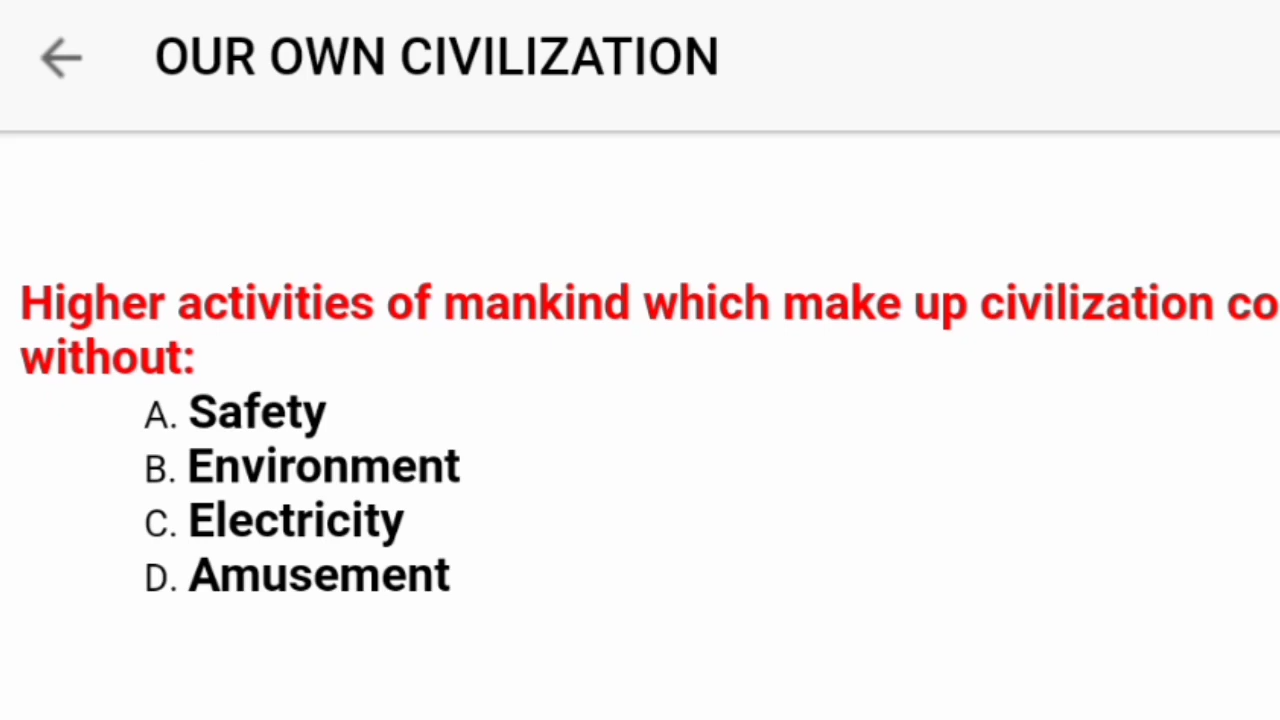 OUR OWN CIVILIZATION
Higher activities of mankind which make up civilization co
without:
A. Safety
B. Environment
C. Electricity
D. Amusement